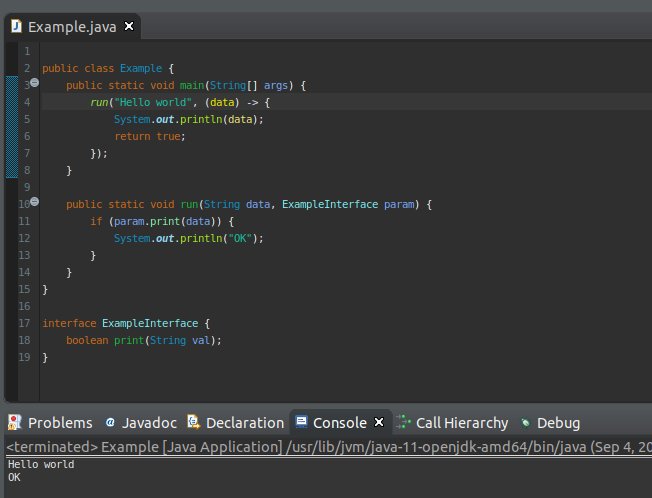 Example.java
1
2 public class Example {
3 public static void main(String[] args) {
4 run("Hello world", (data) -> {
5 System.out.println(data);
6 return true;
7 });
8 }
9
10 public static void run(String data, ExampleInterface param) {
11 if (param.print(data)) {
12 System.out.println("OK");
13 }
14 }
15 }
16
17 interface ExampleInterface {
18 boolean print(String val);
19 }
Problems @ Javadoc Declaration Console Call Hierarchy Debug
<terminated> Example [Java Application] /usr/lib/jvm/java-11-openjdk-amd64/bin/java (Sep 4, 20
Hello world
OK